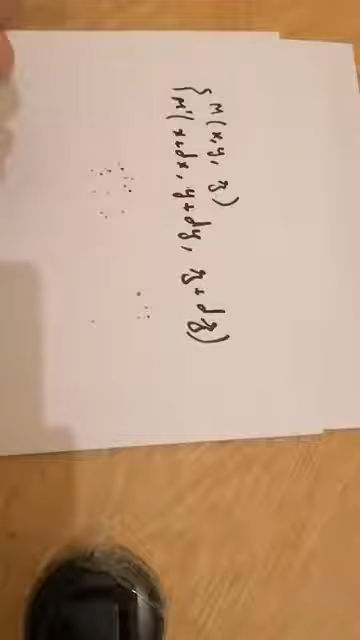 { M(x, y, z)
{ M'(x+dx, y+dy, z+dz)